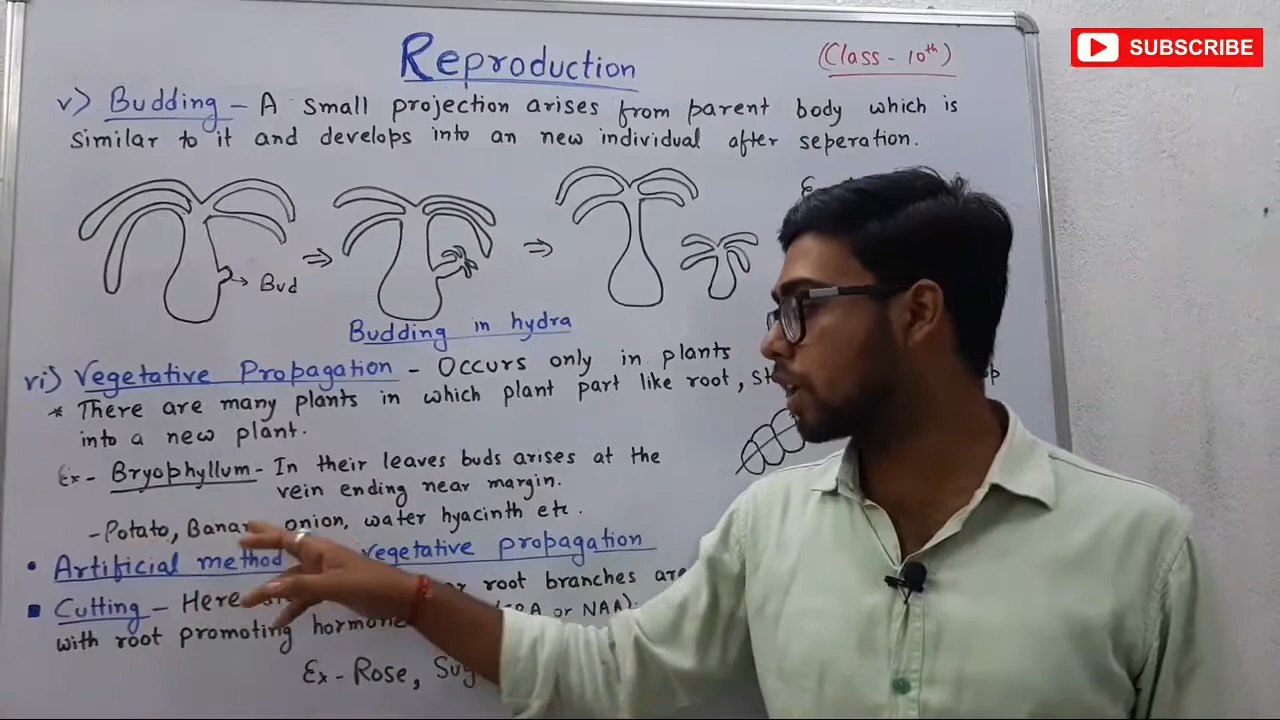 Reproduction
(Class - 10th)
SUBSCRIBE
v) Budding - A small projection arises from parent body which is
similar to it and develops into an new individual after seperation.
Bud
Budding in hydra
vi) Vegetative Propagation - Occurs only in plants
* There are many plants in which plant part like root,
into a new plant.
Ex - Bryophyllum - In their leaves buds arises at the
vein ending near margin.
- Potato, onion, water hyacinth etc.
• Artificial method vegetative propagation
▪ Cutting - Here root branches are
with root promoting hormone or NAA).
Ex - Rose,